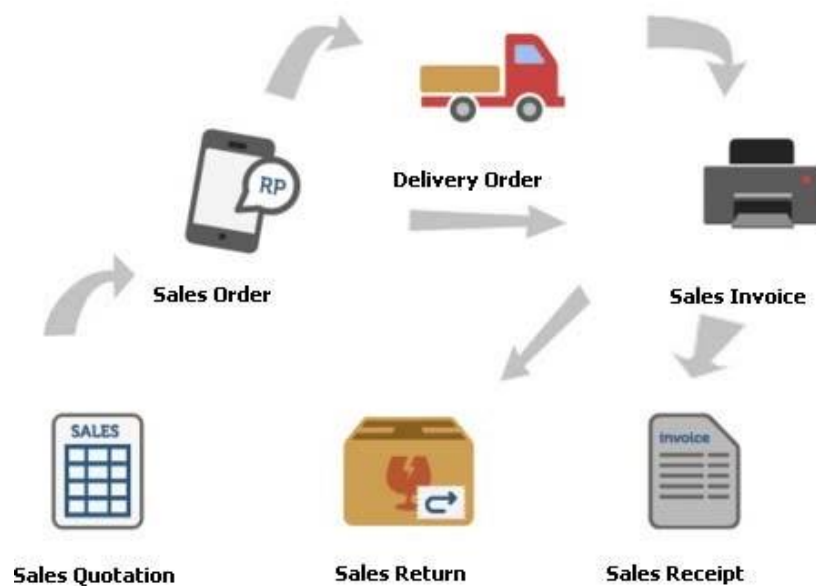 Delivery Order
RP
Sales Order
Sales Invoice
SALES
Invoice
Sales Quotation
Sales Return
Sales Receipt